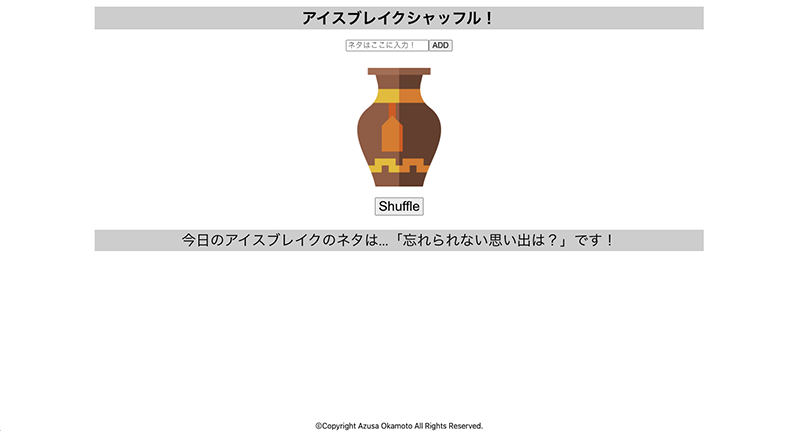 アイスブレイクシャッフル！
ネタはここに入力！ ADD
Shuffle
今日のアイスブレイクのネタは...「忘れられない思い出は？」です！
©Copyright Azusa Okamoto All Rights Reserved.